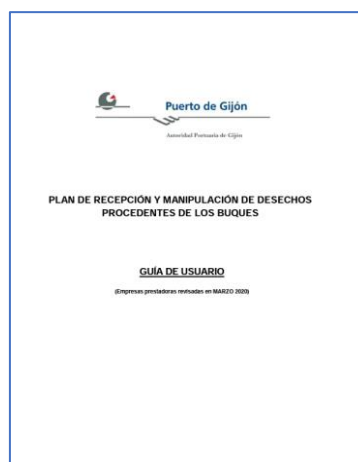 Puerto de Gijón
Autoridad Portuaria de Gijón
PLAN DE RECEPCIÓN Y MANIPULACIÓN DE DESECHOS
PROCEDENTES DE LOS BUQUES
GUÍA DE USUARIO
(Empresas prestadoras revisadas en MARZO 2020)